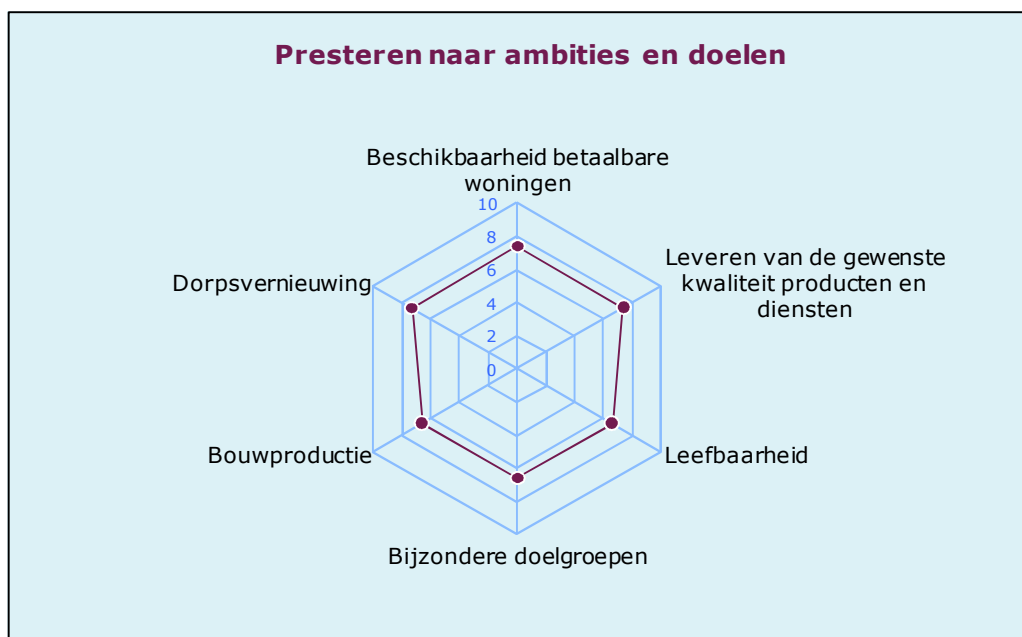 Presteren naar ambities en doelen
Beschikbaarheid betaalbare
woningen
10
8
6
4
2
0
Leveren van de gewenste
kwaliteit producten en
diensten
Dorpsvernieuwing
Bouwproductie
Leefbaarheid
Bijzondere doelgroepen